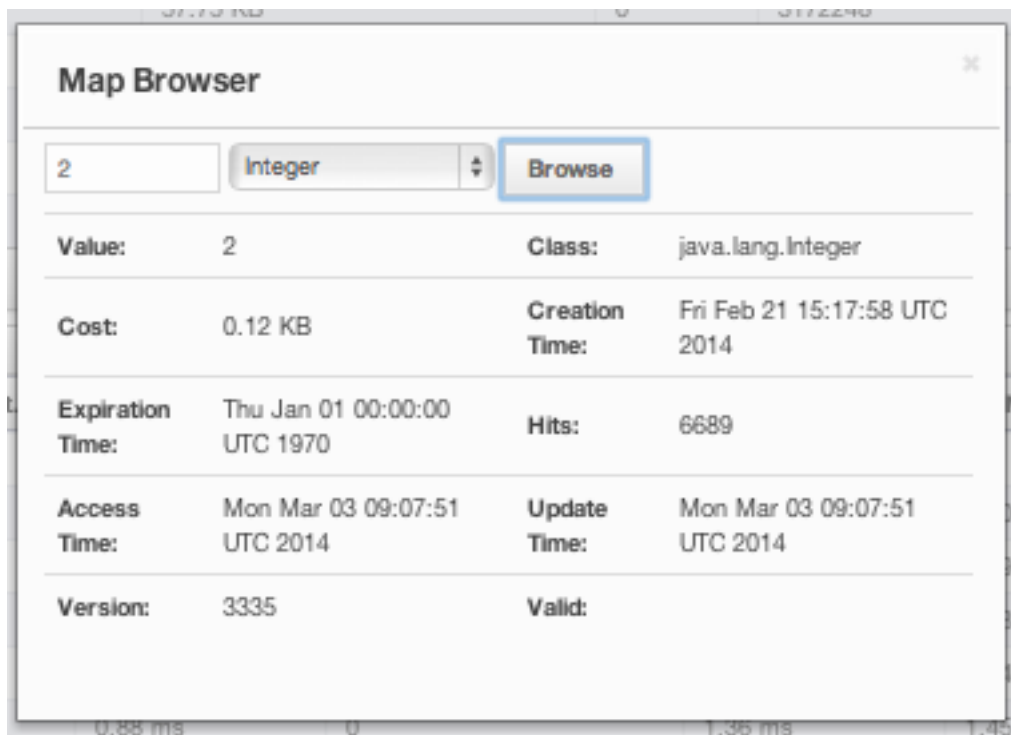 Map Browser
2 Integer Browse
Value: 2 Class: java.lang.Integer
Cost: 0.12 KB Creation Time: Fri Feb 21 15:17:58 UTC 2014
Expiration Time: Thu Jan 01 00:00:00 UTC 1970 Hits: 6689
Access Time: Mon Mar 03 09:07:51 UTC 2014 Update Time: Mon Mar 03 09:07:51 UTC 2014
Version: 3335 Valid:
0.88 ms 0 1.36 ms